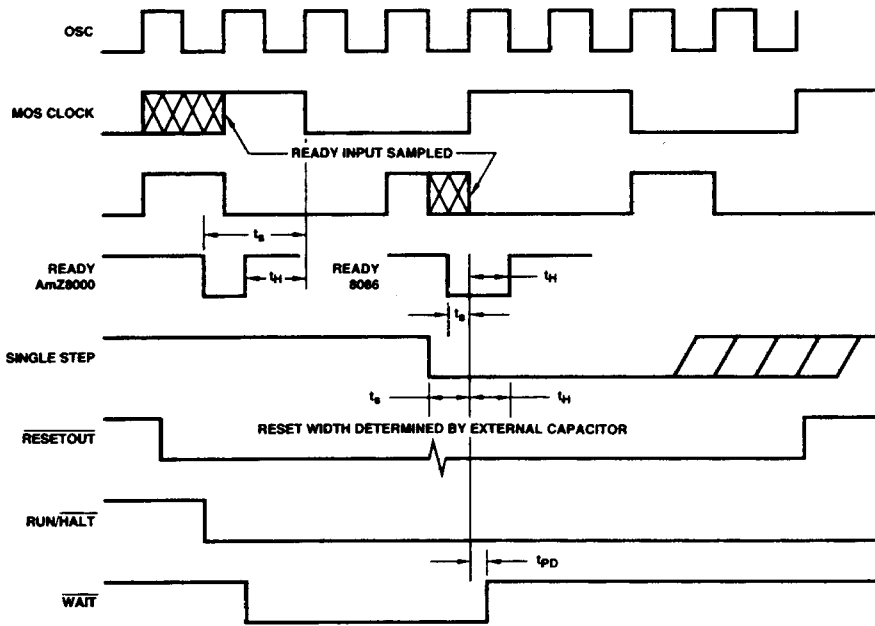 OSC
MOS CLOCK
READY INPUT SAMPLED
ts
READY
AmZ8000
tH
READY
8086
tH
ts
SINGLE STEP
ts
tH
RESET WIDTH DETERMINED BY EXTERNAL CAPACITOR
RESETOUT
RUN/HALT
tPD
WAIT